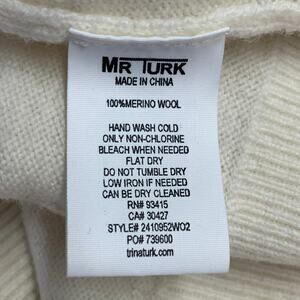 MR TURK
MADE IN CHINA
100%MERINO WOOL
HAND WASH COLD
ONLY NON-CHLORINE
BLEACH WHEN NEEDED
FLAT DRY
DO NOT TUMBLE DRY
LOW IRON IF NEEDED
CAN BE DRY CLEANED
RN# 93415
CA# 30427
STYLE# 2410952WO2
PO# 739600
trinaturk.com